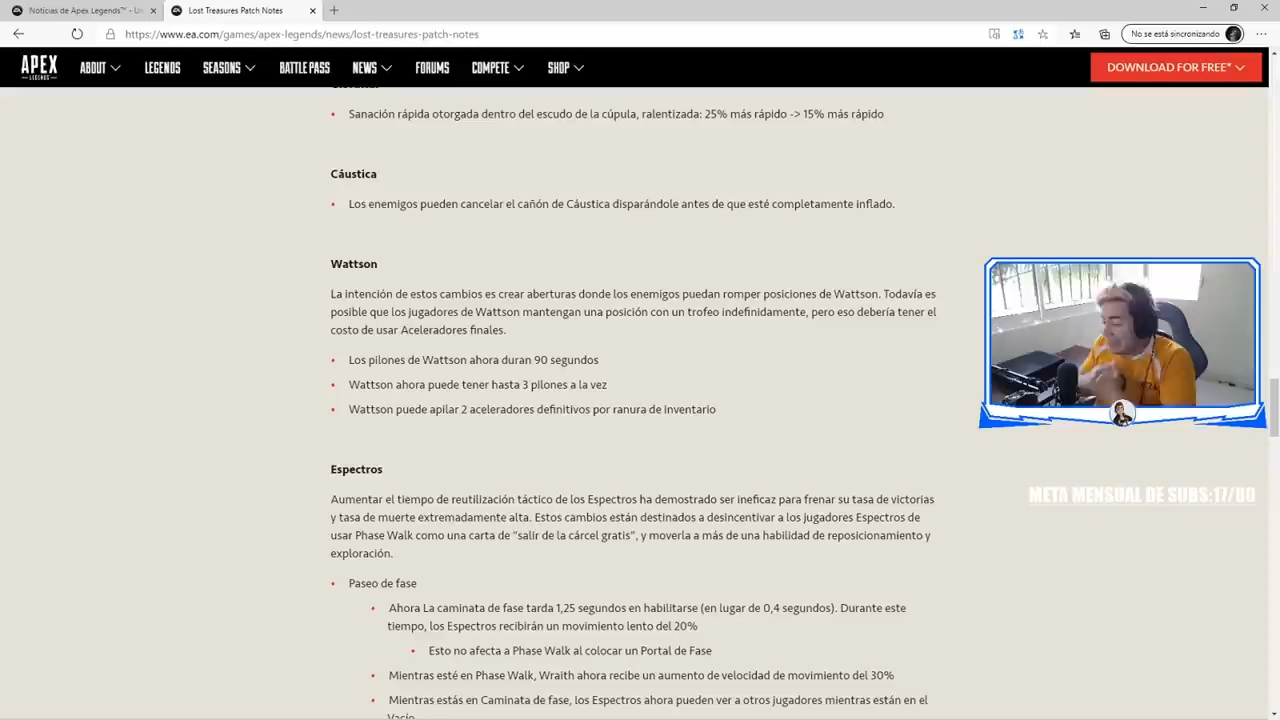 Noticias de Apex Legends™ - Ú
Lost Treasures Patch Notes
https://www.ea.com/games/apex-legends/news/lost-treasures-patch-notes
No se está sincronizando
APEX
LEGENDS
ABOUT
LEGENDS
SEASONS
BATTLE PASS
NEWS
FORUMS
COMPETE
SHOP
DOWNLOAD FOR FREE*
• Sanación rápida otorgada dentro del escudo de la cúpula, ralentizada: 25% más rápido -> 15% más rápido
Cáustica
• Los enemigos pueden cancelar el cañón de Cáustica disparándole antes de que esté completamente inflado.
Wattson
La intención de estos cambios es crear aberturas donde los enemigos puedan romper posiciones de Wattson. Todavía es
posible que los jugadores de Wattson mantengan una posición con un trofeo indefinidamente, pero eso debería tener el
costo de usar Aceleradores finales.
• Los pilones de Wattson ahora duran 90 segundos
• Wattson ahora puede tener hasta 3 pilones a la vez
• Wattson puede apilar 2 aceleradores definitivos por ranura de inventario
Espectros
Aumentar el tiempo de reutilización táctico de los Espectros ha demostrado ser ineficaz para frenar su tasa de victorias
y tasa de muerte extremadamente alta. Estos cambios están destinados a desincentivar a los jugadores Espectros de
usar Phase Walk como una carta de "salir de la cárcel gratis", y moverla a más de una habilidad de reposicionamiento y
exploración.
• Paseo de fase
• Ahora La caminata de fase tarda 1,25 segundos en habilitarse (en lugar de 0,4 segundos). Durante este
tiempo, los Espectros recibirán un movimiento lento del 20%
• Esto no afecta a Phase Walk al colocar un Portal de Fase
• Mientras esté en Phase Walk, Wraith ahora recibe un aumento de velocidad de movimiento del 30%
• Mientras estás en Caminata de fase, los Espectros ahora pueden ver a otros jugadores mientras están en el
Vacío
META MENSUAL DE SUBS:17/80